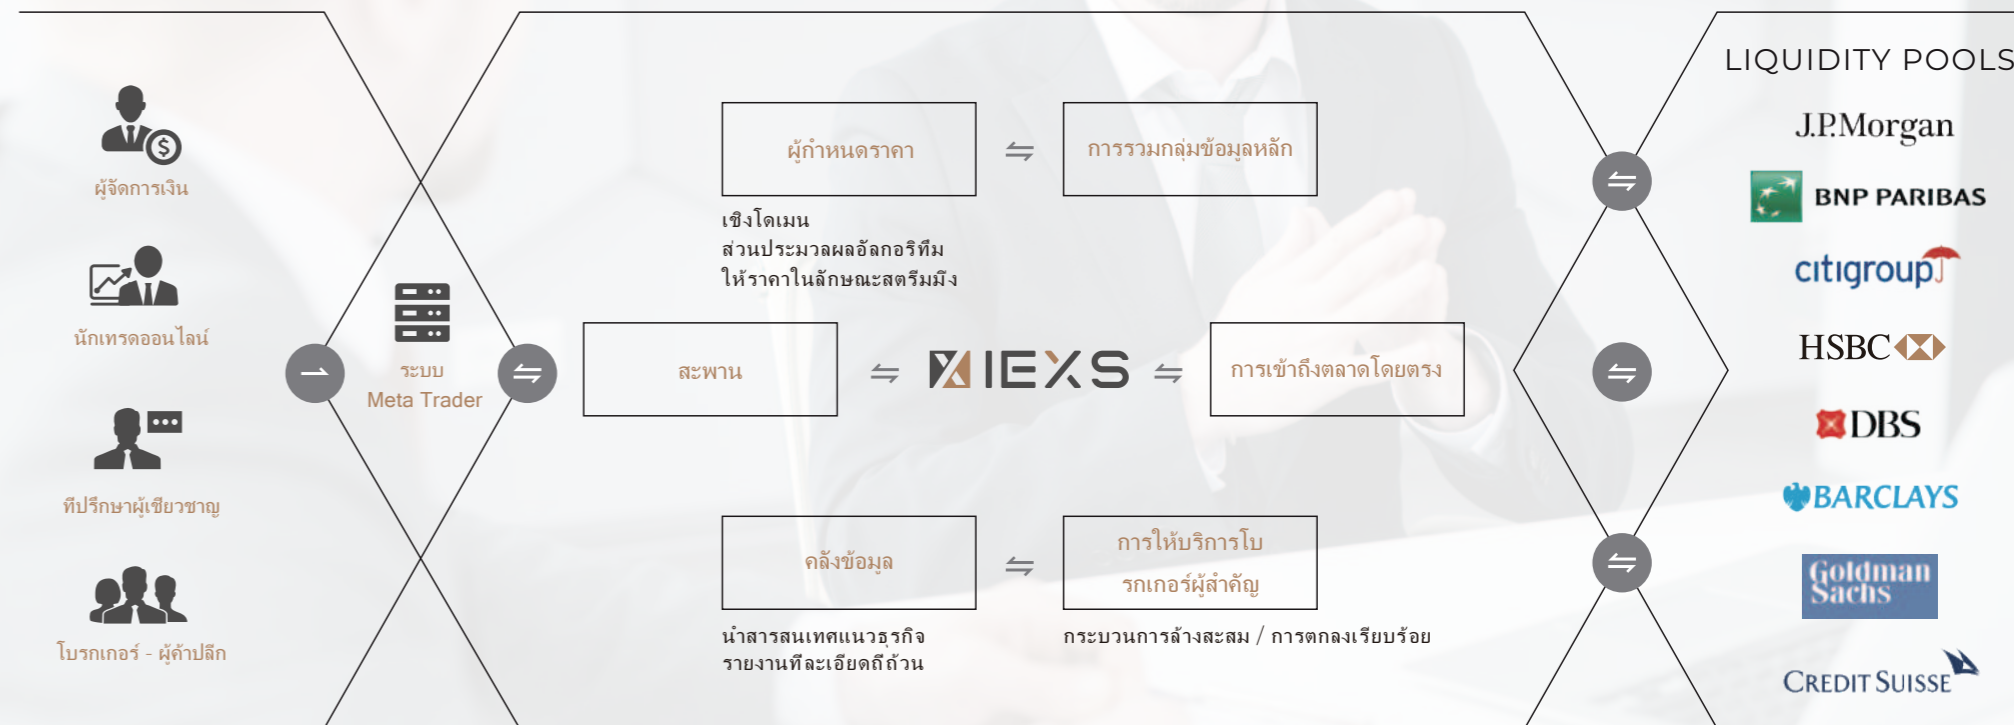 ผู้จัดการเงิน
นักเทรดออนไลน์
ที่ปรึกษาผู้เชี่ยวชาญ
โบรกเกอร์ - ผู้ค้าปลีก
ระบบ
Meta Trader
ผู้กำหนดราคา
การรวมกลุ่มข้อมูลหลัก
เชิงโดเมน
ส่วนประมวลผลอัลกอริทึม
ให้ราคาในลักษณะสตรีมมิง
สะพาน
IEXS
การเข้าถึงตลาดโดยตรง
คลังข้อมูล
การให้บริการโบ
รกเกอร์ผู้สำคัญ
นำสารสนเทศแนวธุรกิจ
รายงานที่ละเอียดถี่ถ้วน
กระบวนการล้างสะสม / การตกลงเรียบร้อย
LIQUIDITY POOLS
J.P.Morgan
BNP PARIBAS
citigroup
HSBC
DBS
BARCLAYS
Goldman
Sachs
CREDIT SUISSE